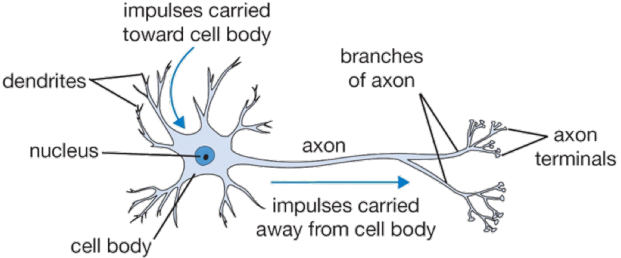 impulses carried
toward cell body
branches
of axon
dendrites
axon
axon
terminals
nucleus
impulses carried
away from cell body
cell body